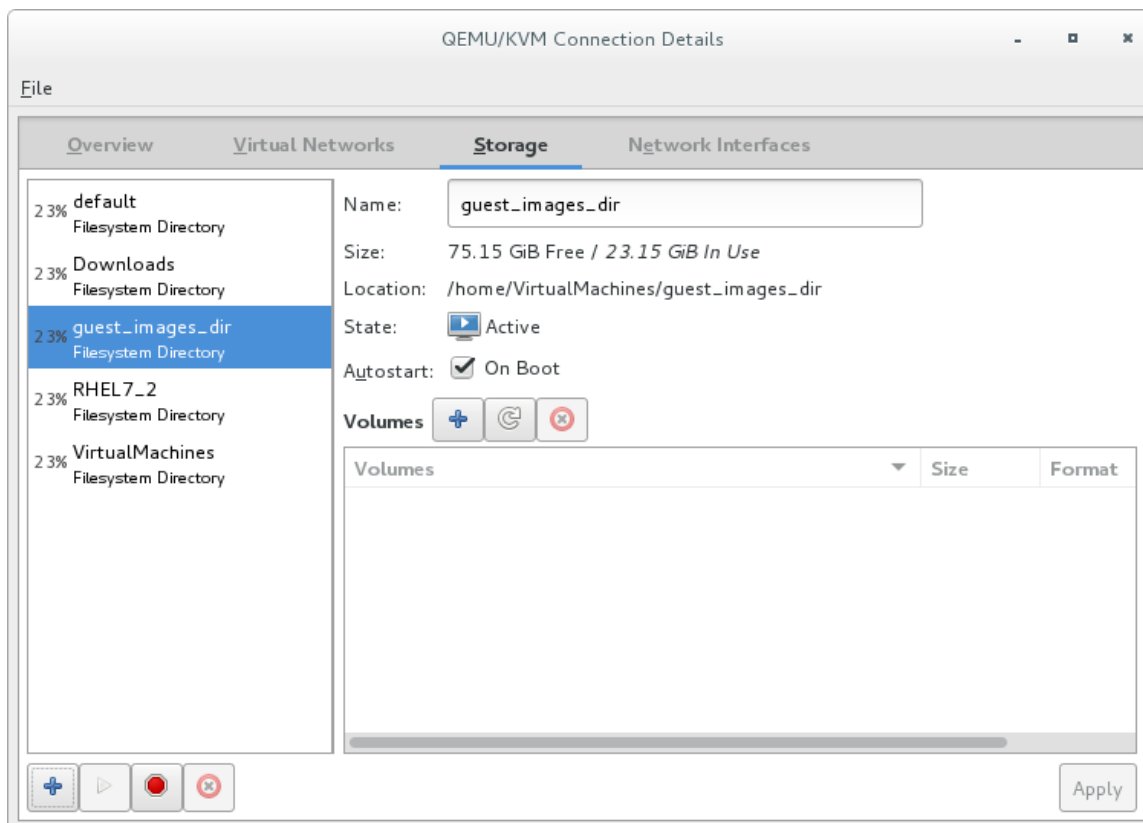 QEMU/KVM Connection Details
File
Overview Virtual Networks Storage Network Interfaces
23% default
Filesystem Directory
23% Downloads
Filesystem Directory
23% guest_images_dir
Filesystem Directory
23% RHEL7_2
Filesystem Directory
23% VirtualMachines
Filesystem Directory
Name: guest_images_dir
Size: 75.15 GiB Free / 23.15 GiB In Use
Location: /home/VirtualMachines/guest_images_dir
State: Active
Autostart: On Boot
Volumes
Volumes Size Format
Apply